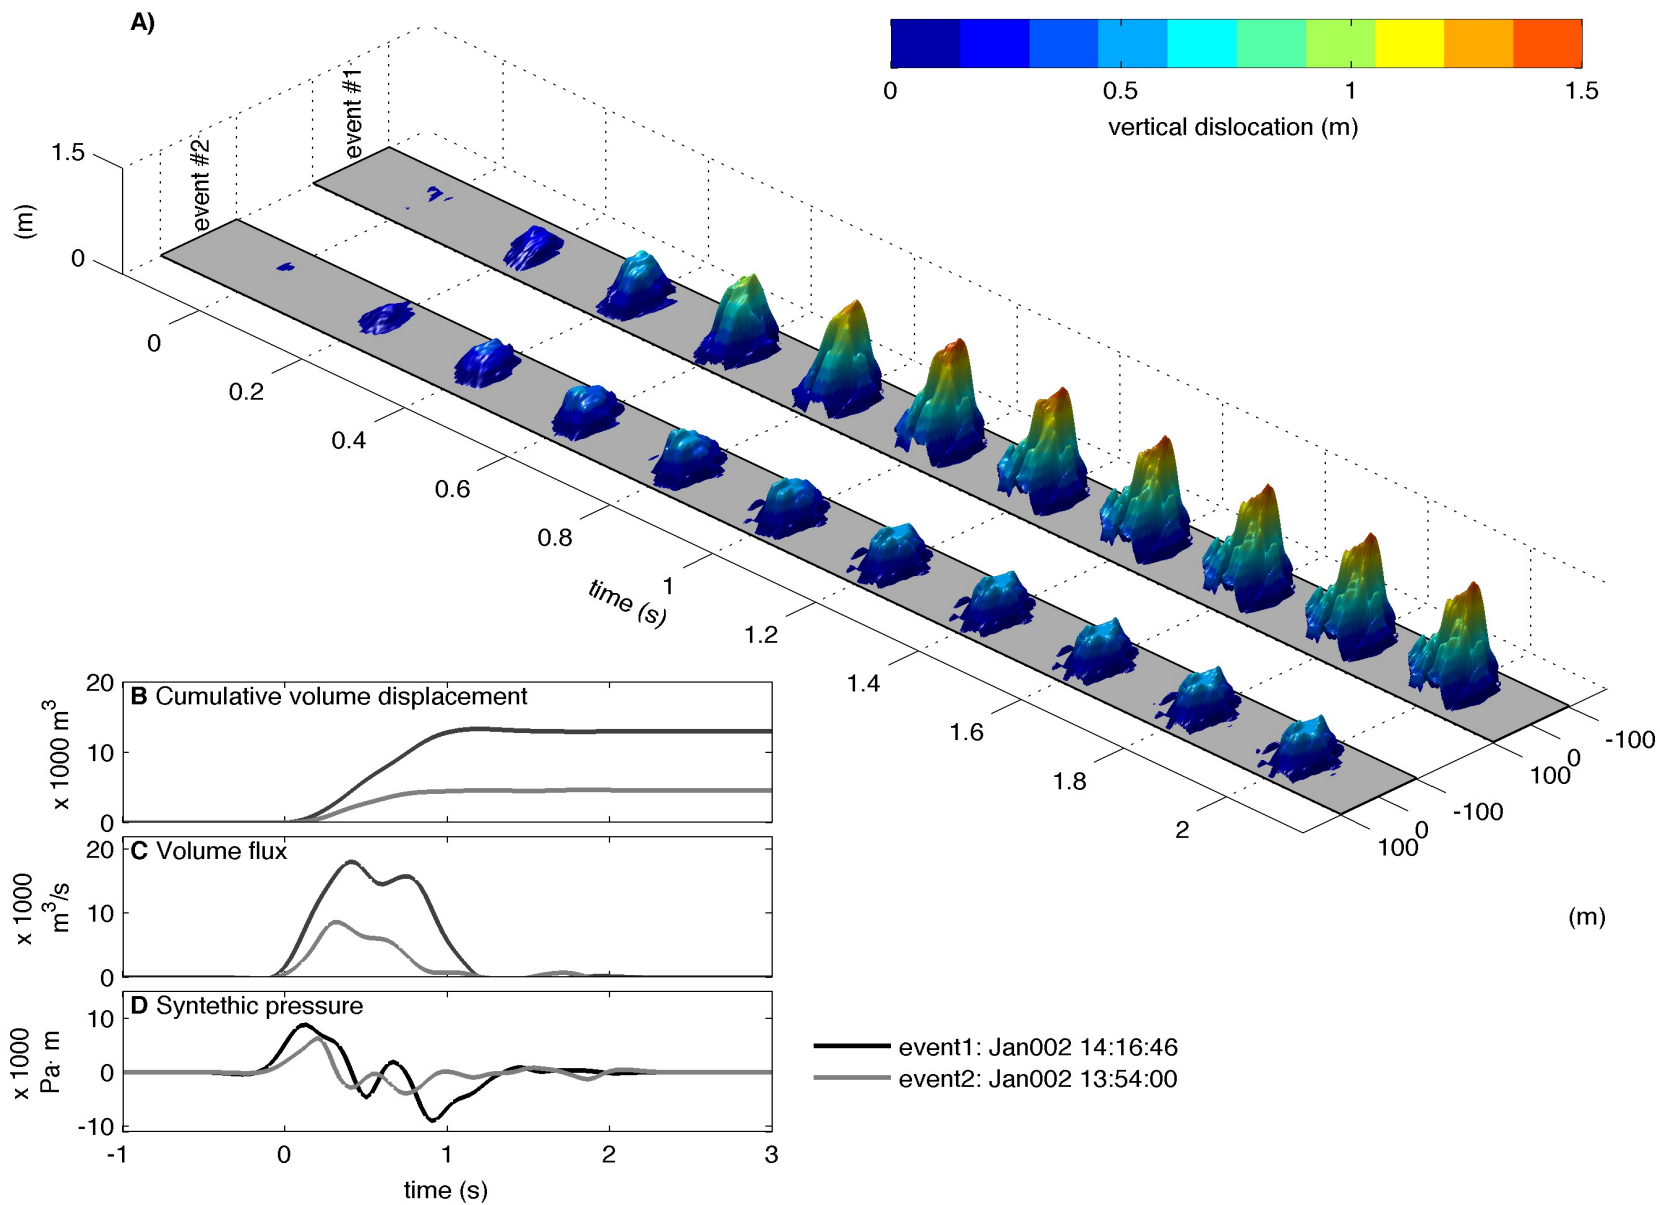 A)
0 0.5 1 1.5
vertical dislocation (m)
event #1
event #2
1.5
(m)
0
0
0.2
0.4
0.6
0.8
1
time (s)
1.2
1.4
1.6
1.8
2
-100
0
100
-100
0
100
(m)
B Cumulative volume displacement
20
10
0
x 1000 m³
C Volume flux
20
10
0
x 1000
m³/s
D Syntethic pressure
10
0
-10
x 1000
Pa· m
-1 0 1 2 3
time (s)
event1: Jan002 14:16:46
event2: Jan002 13:54:00